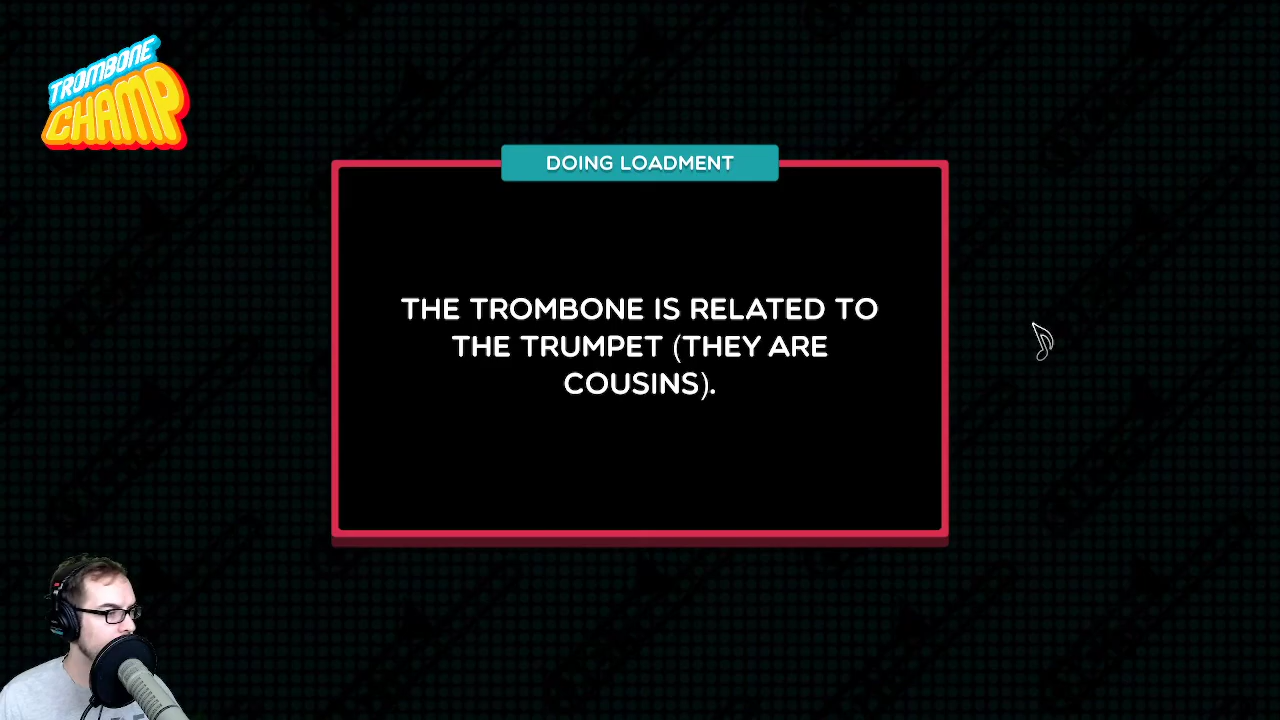 TROMBONE
CHAMP
DOING LOADMENT
THE TROMBONE IS RELATED TO
THE TRUMPET (THEY ARE
COUSINS).